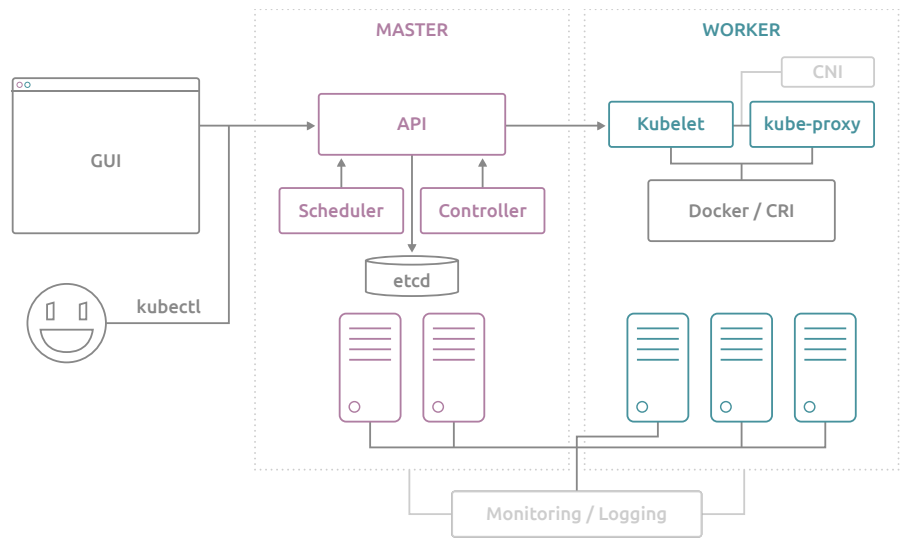 MASTER
WORKER
CNI
API
Kubelet
kube-proxy
GUI
Scheduler
Controller
Docker / CRI
etcd
kubectl
Monitoring / Logging